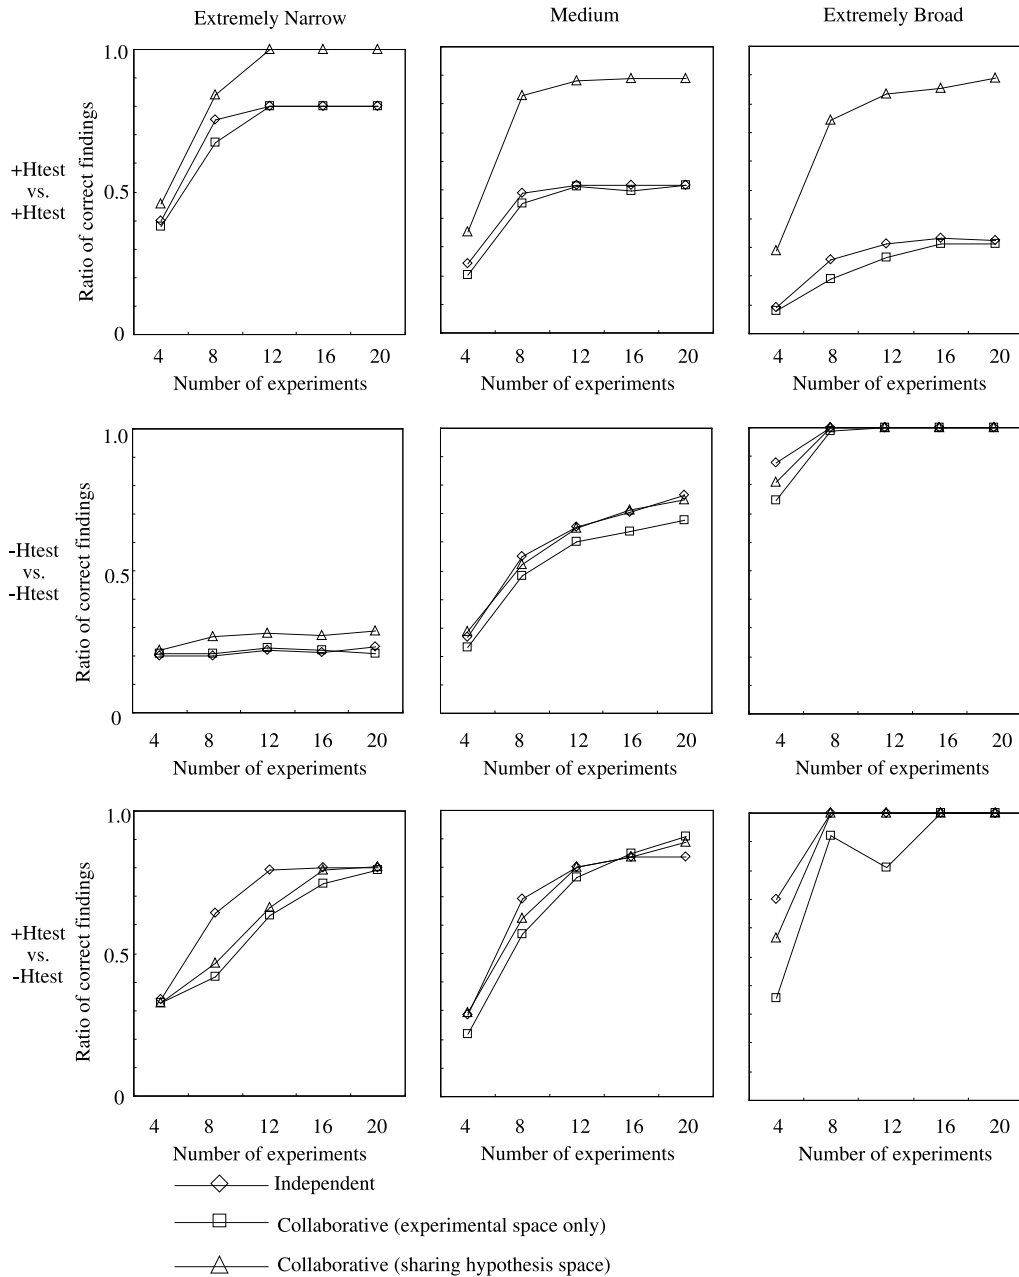 Extremely Narrow
Medium
Extremely Broad
+Htest
vs.
+Htest
Ratio of correct findings
1.0
0.5
0
4 8 12 16 20
4 8 12 16 20
4 8 12 16 20
Number of experiments
Number of experiments
Number of experiments
-Htest
vs.
-Htest
Ratio of correct findings
1.0
0.5
0
4 8 12 16 20
4 8 12 16 20
4 8 12 16 20
Number of experiments
Number of experiments
Number of experiments
+Htest
vs.
-Htest
Ratio of correct findings
1.0
0.5
0
4 8 12 16 20
4 8 12 16 20
4 8 12 16 20
Number of experiments
Number of experiments
Number of experiments
Independent
Collaborative (experimental space only)
Collaborative (sharing hypothesis space)